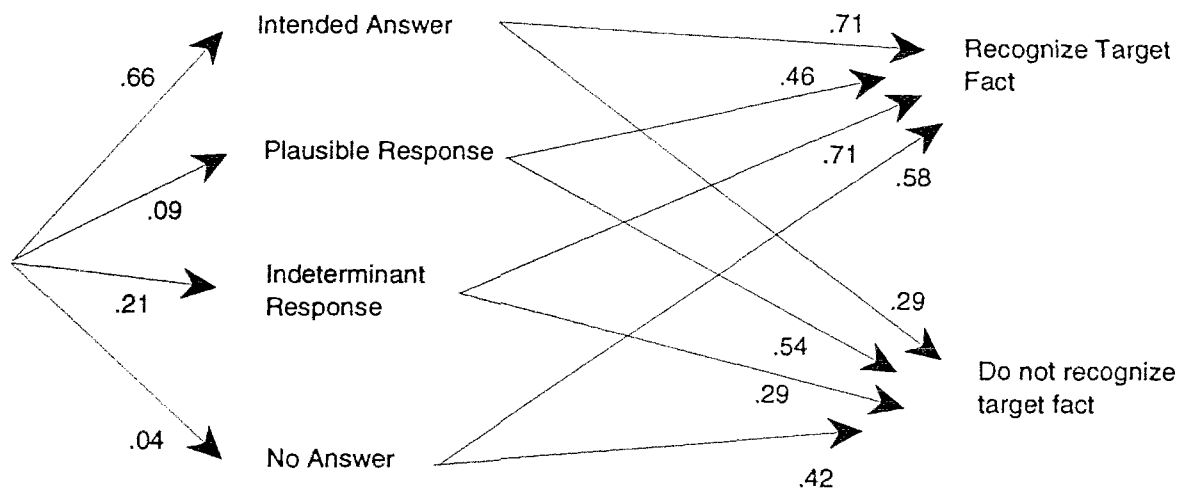 Intended Answer
.71
Recognize Target
Fact
.66
.46
Plausible Response
.71
.58
.09
Indeterminant
Response
.21
.29
.54
Do not recognize
target fact
.29
.04
No Answer
.42